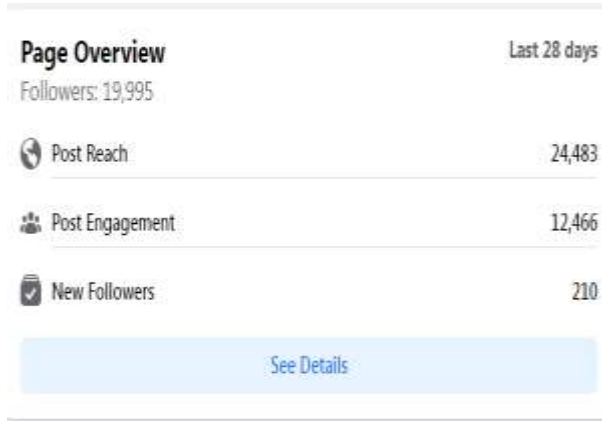 Page Overview Last 28 days
Followers: 19,995
Post Reach 24,483
Post Engagement 12,466
New Followers 210
See Details